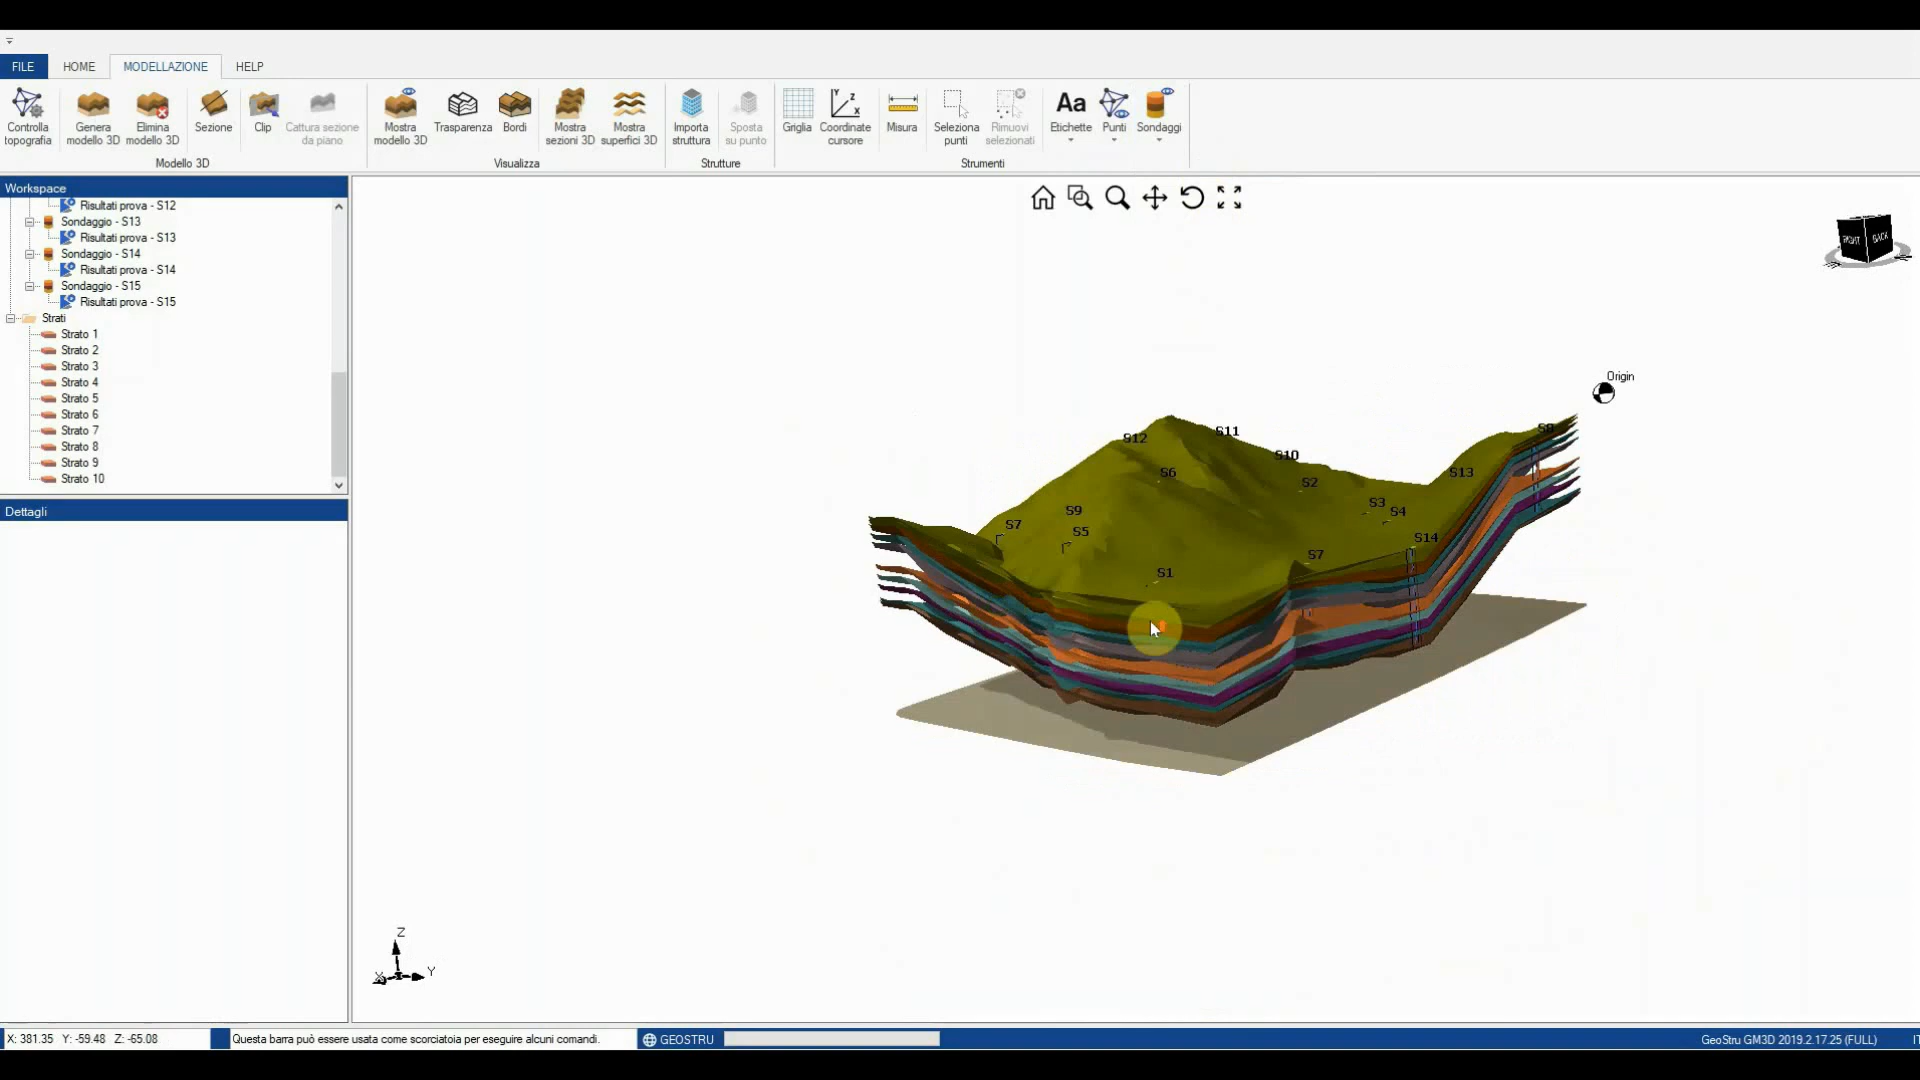 FILE HOME MODELLAZIONE HELP
Controlla topografia
Genera modello 3D
Elimina modello 3D
Sezione
Clip
Cattura sezione da piano
Mostra modello 3D
Trasparenza
Bordi
Mostra sezioni 3D
Mostra superfici 3D
Importa struttura
Sposta su punto
Griglia
Coordinate cursore
Misura
Seleziona punti
Rimuovi selezionati
Aa
Etichette
Punti
Sondaggi
Modello 3D
Visualizza
Strutture
Strumenti
Workspace
Risultati prova - S12
Sondaggio - S13
Risultati prova - S13
Sondaggio - S14
Risultati prova - S14
Sondaggio - S15
Risultati prova - S15
Strati
Strato 1
Strato 2
Strato 3
Strato 4
Strato 5
Strato 6
Strato 7
Strato 8
Strato 9
Strato 10
Dettagli
BACK
Origin
S12
S11
S8
S10
S6
S2
S13
S3
S4
S9
S7
S5
S14
S7
S1
Z
X
Y
X: 381.35 Y: -59.48 Z: -65.08
Questa barra può essere usata come scorciatoia per eseguire alcuni comandi.
GEOSTRU
GeoStru GM3D 2019.2.17.25 (FULL)